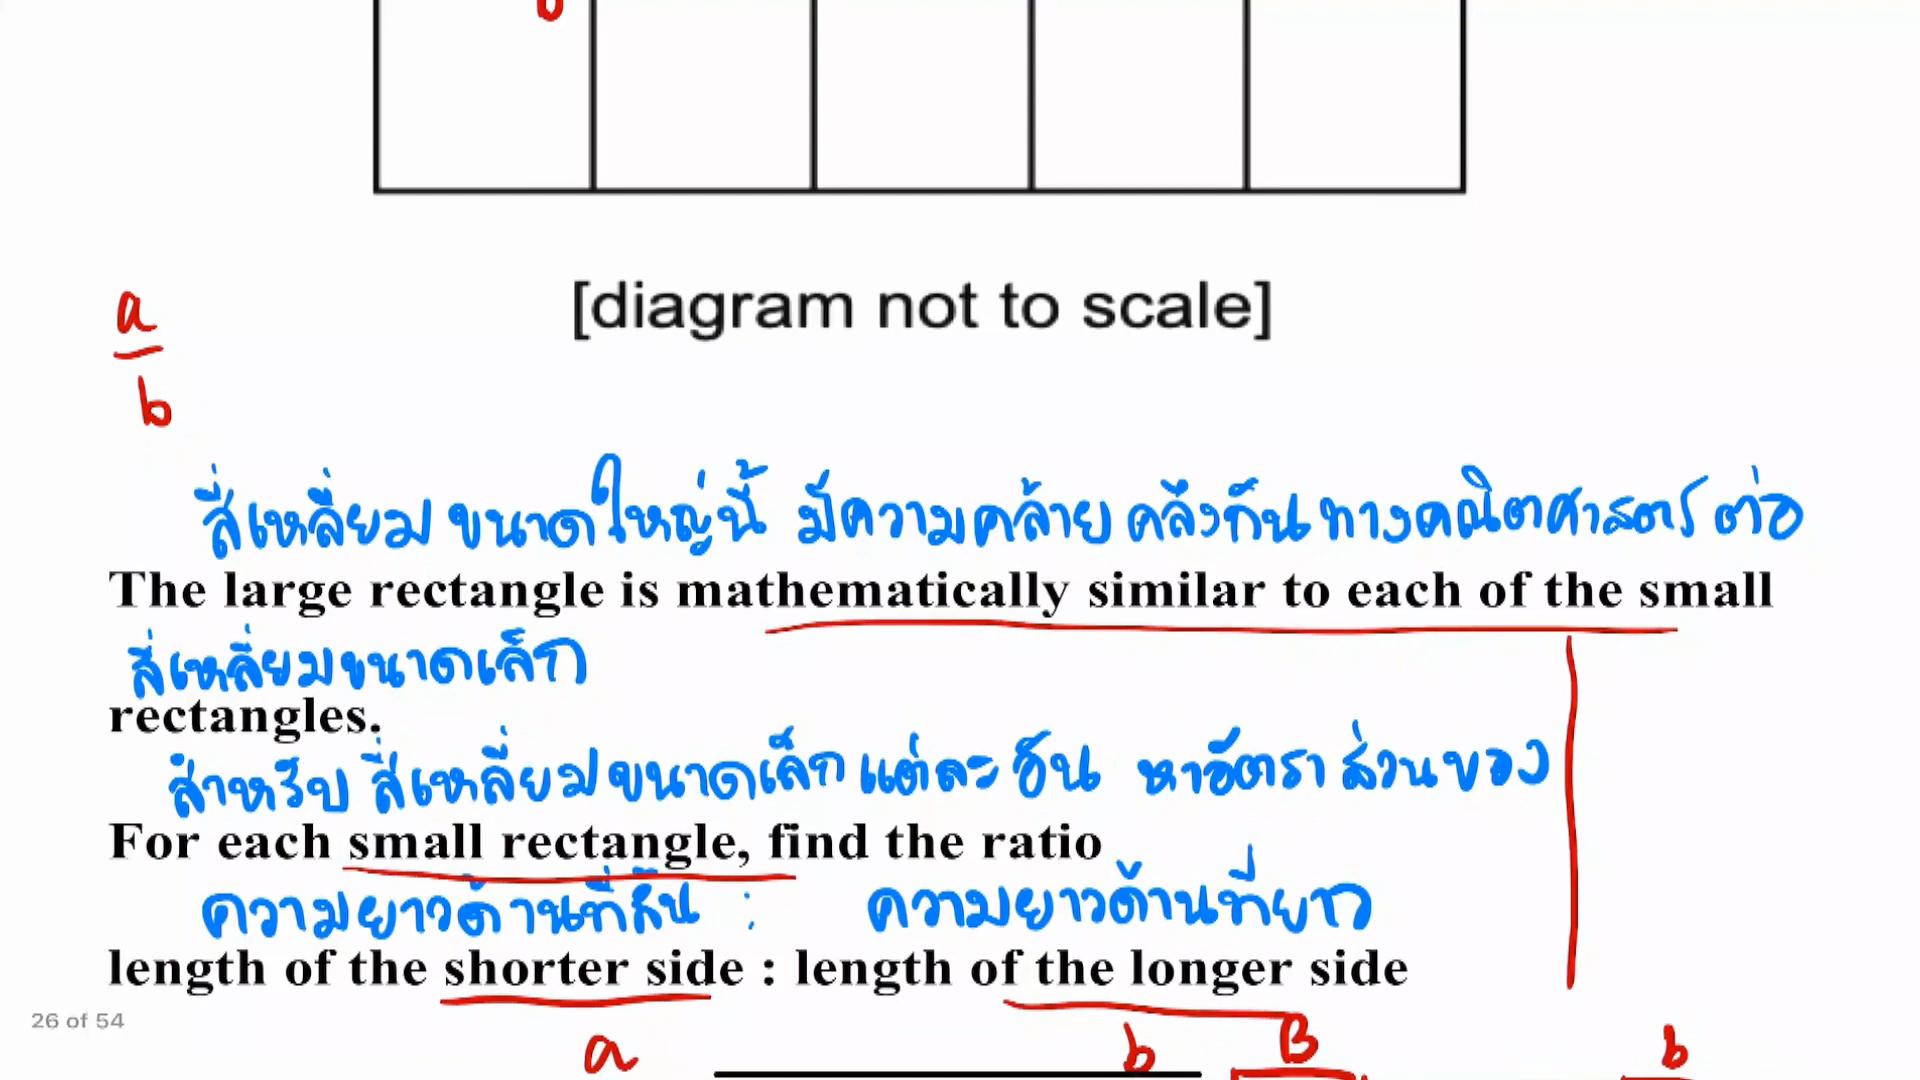 [diagram not to scale]
a
b
สี่เหลี่ยมขนาดใหญ่นี้ มีความคล้ายคลึงกันทางคณิตศาสตร์ ต่อ
The large rectangle is mathematically similar to each of the small
สี่เหลี่ยมขนาดเล็ก
rectangles.
สำหรับ สี่เหลี่ยมขนาดเล็ก แต่ละ อัน หาอัตราส่วนของ
For each small rectangle, find the ratio
ความยาวด้านที่สั้น : ความยาวด้านที่ยาว
length of the shorter side : length of the longer side
26 of 54
a b B b